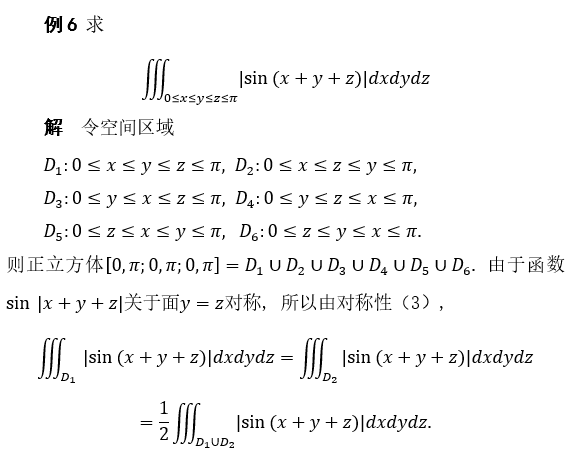 例6 求
∭_{0≤x≤y≤z≤π} |sin (x + y + z)|dxdydz
解 令空间区域
D₁: 0 ≤ x ≤ y ≤ z ≤ π, D₂: 0 ≤ x ≤ z ≤ y ≤ π,
D₃: 0 ≤ y ≤ x ≤ z ≤ π, D₄: 0 ≤ y ≤ z ≤ x ≤ π,
D₅: 0 ≤ z ≤ x ≤ y ≤ π, D₆: 0 ≤ z ≤ y ≤ x ≤ π.
则正立方体[0, π; 0, π; 0, π] = D₁ ∪ D₂ ∪ D₃ ∪ D₄ ∪ D₅ ∪ D₆. 由于函数
sin |x + y + z|关于面y = z对称，所以由对称性（3），
∭_{D₁} |sin (x + y + z)|dxdydz = ∭_{D₂} |sin (x + y + z)|dxdydz
= 1/2 ∭_{D₁∪D₂} |sin (x + y + z)|dxdydz.